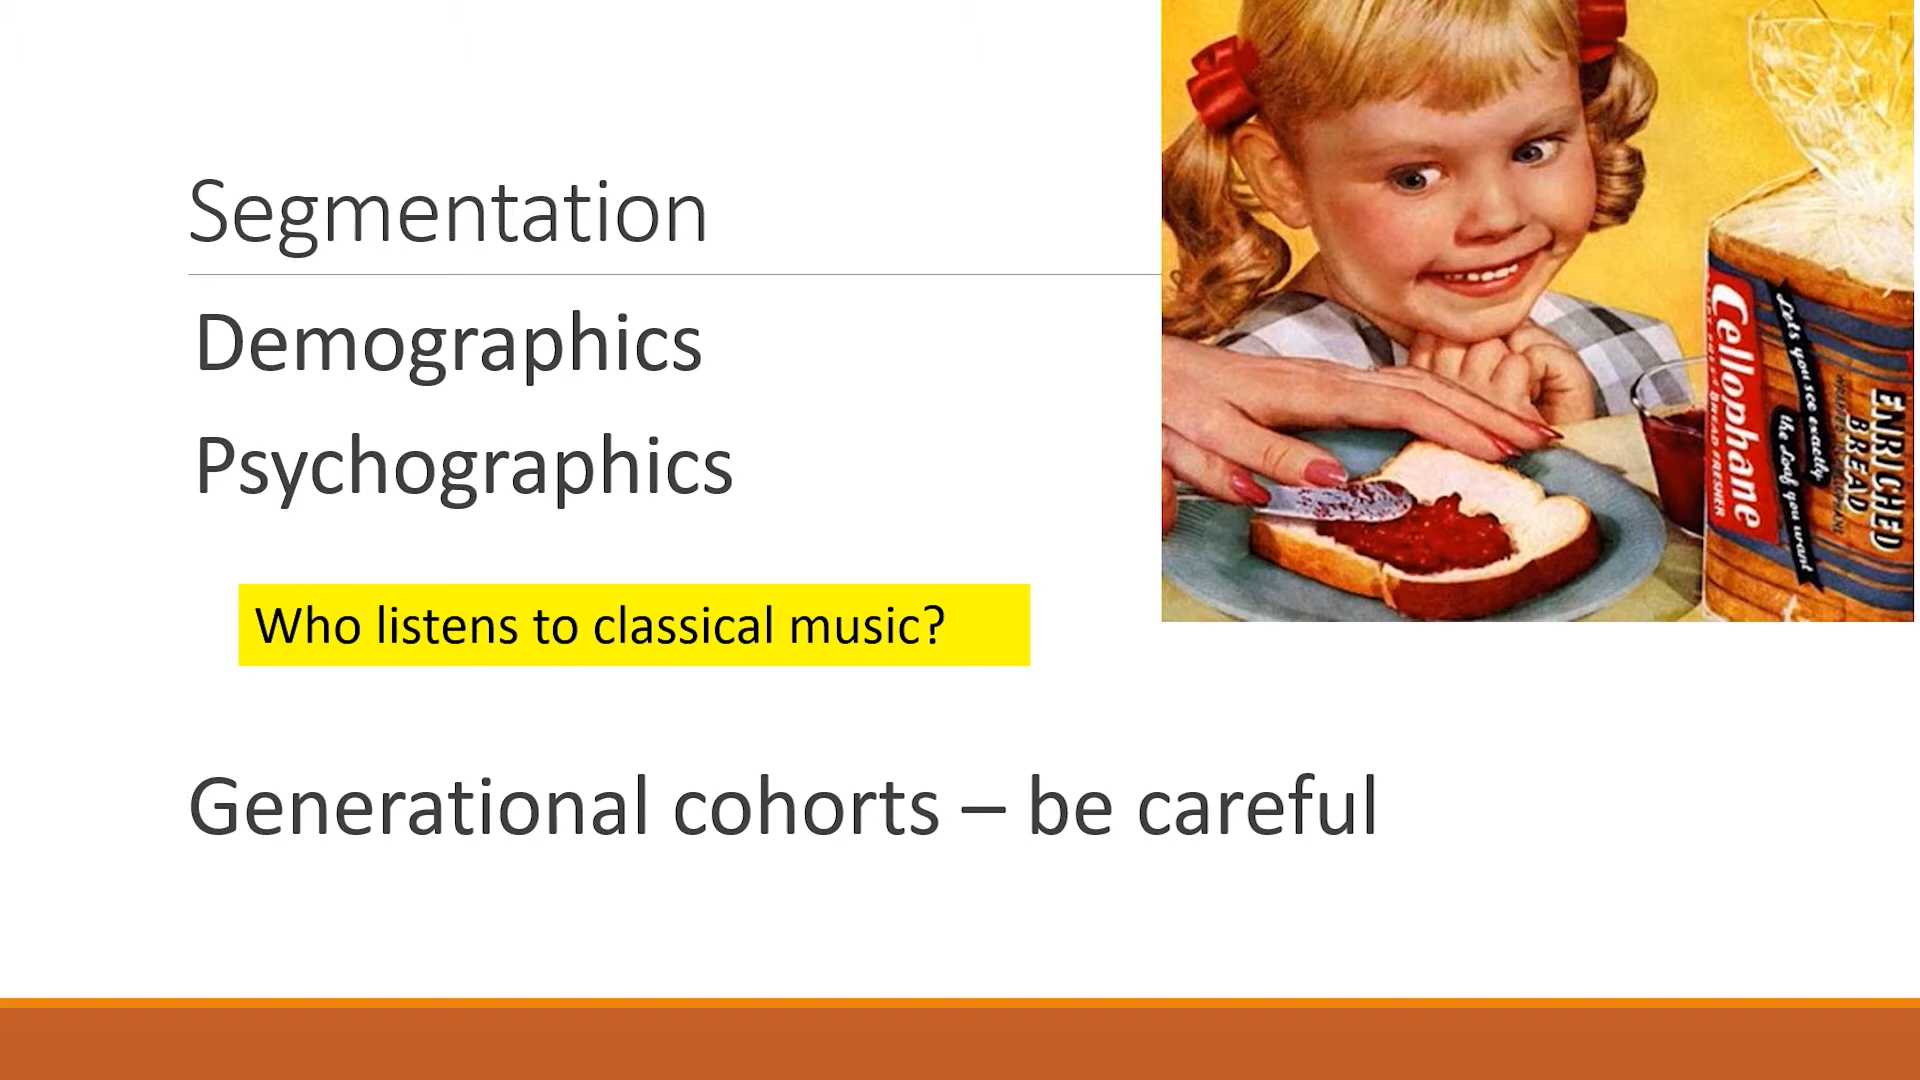 Segmentation
Demographics
Psychographics
Who listens to classical music?
Generational cohorts – be careful
Cellophane
Lets you see exactly
the loaf you want
ENRICHED
BREAD